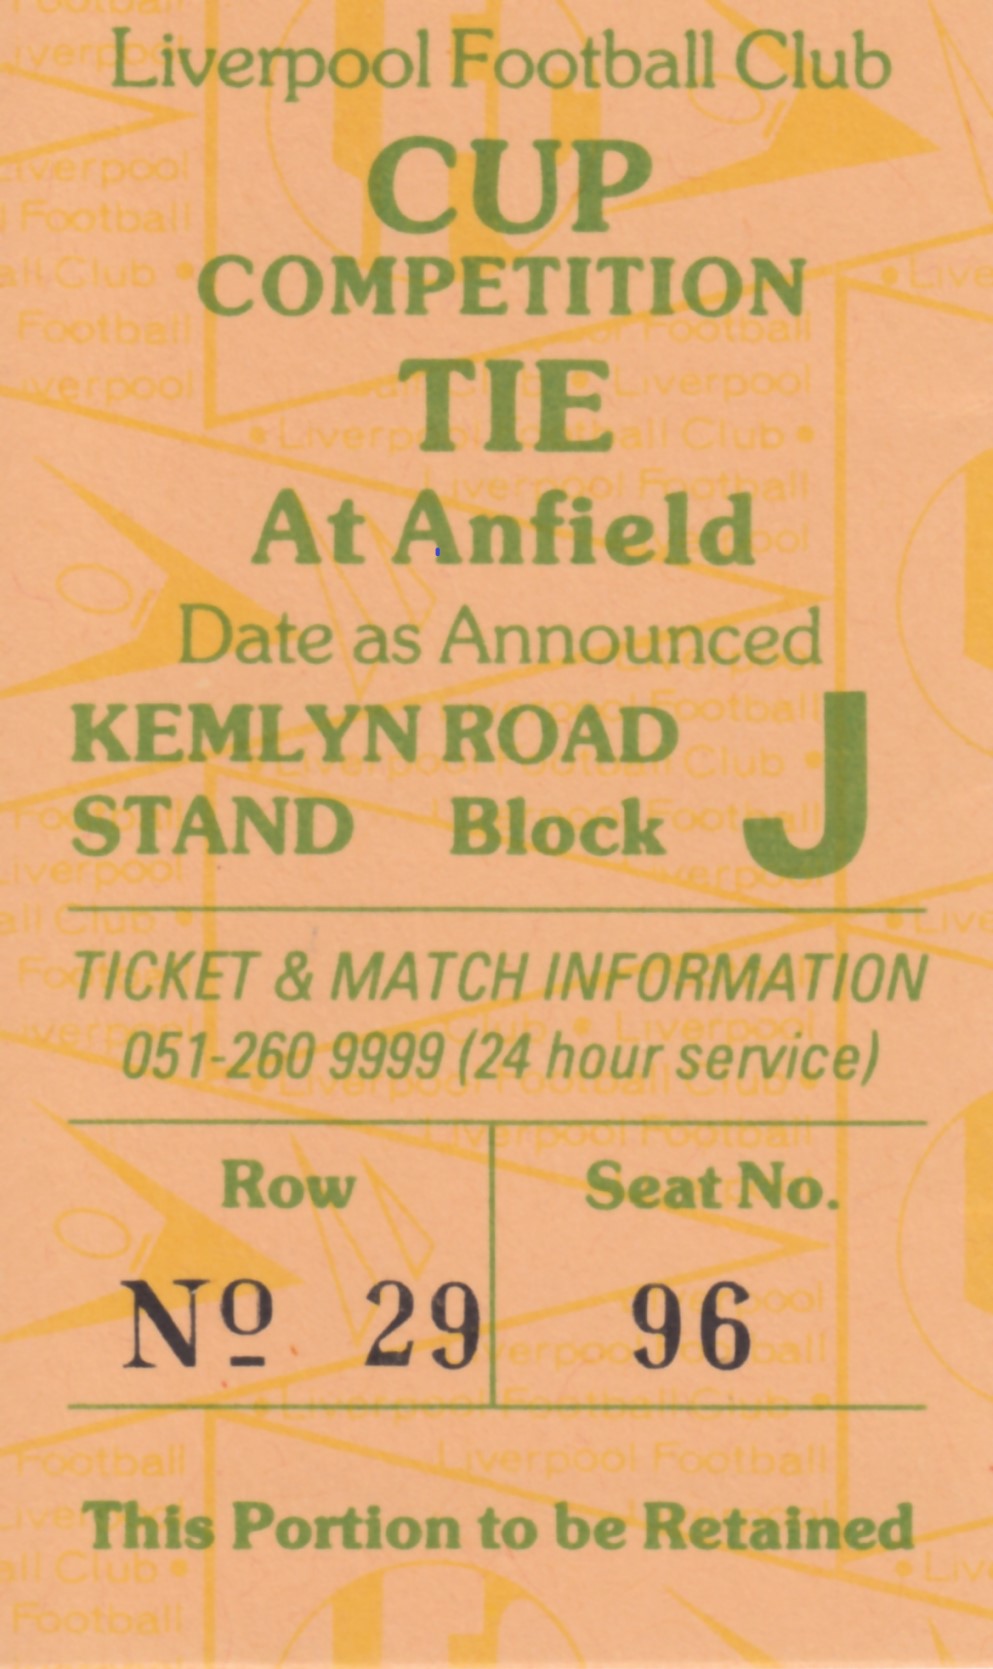 Liverpool Football Club
CUP
COMPETITION
TIE
At Anfield
Date as Announced
KEMLYN ROAD
STAND Block J
TICKET & MATCH INFORMATION
051-260 9999 (24 hour service)
Row Seat No.
Nº 29 96
This Portion to be Retained